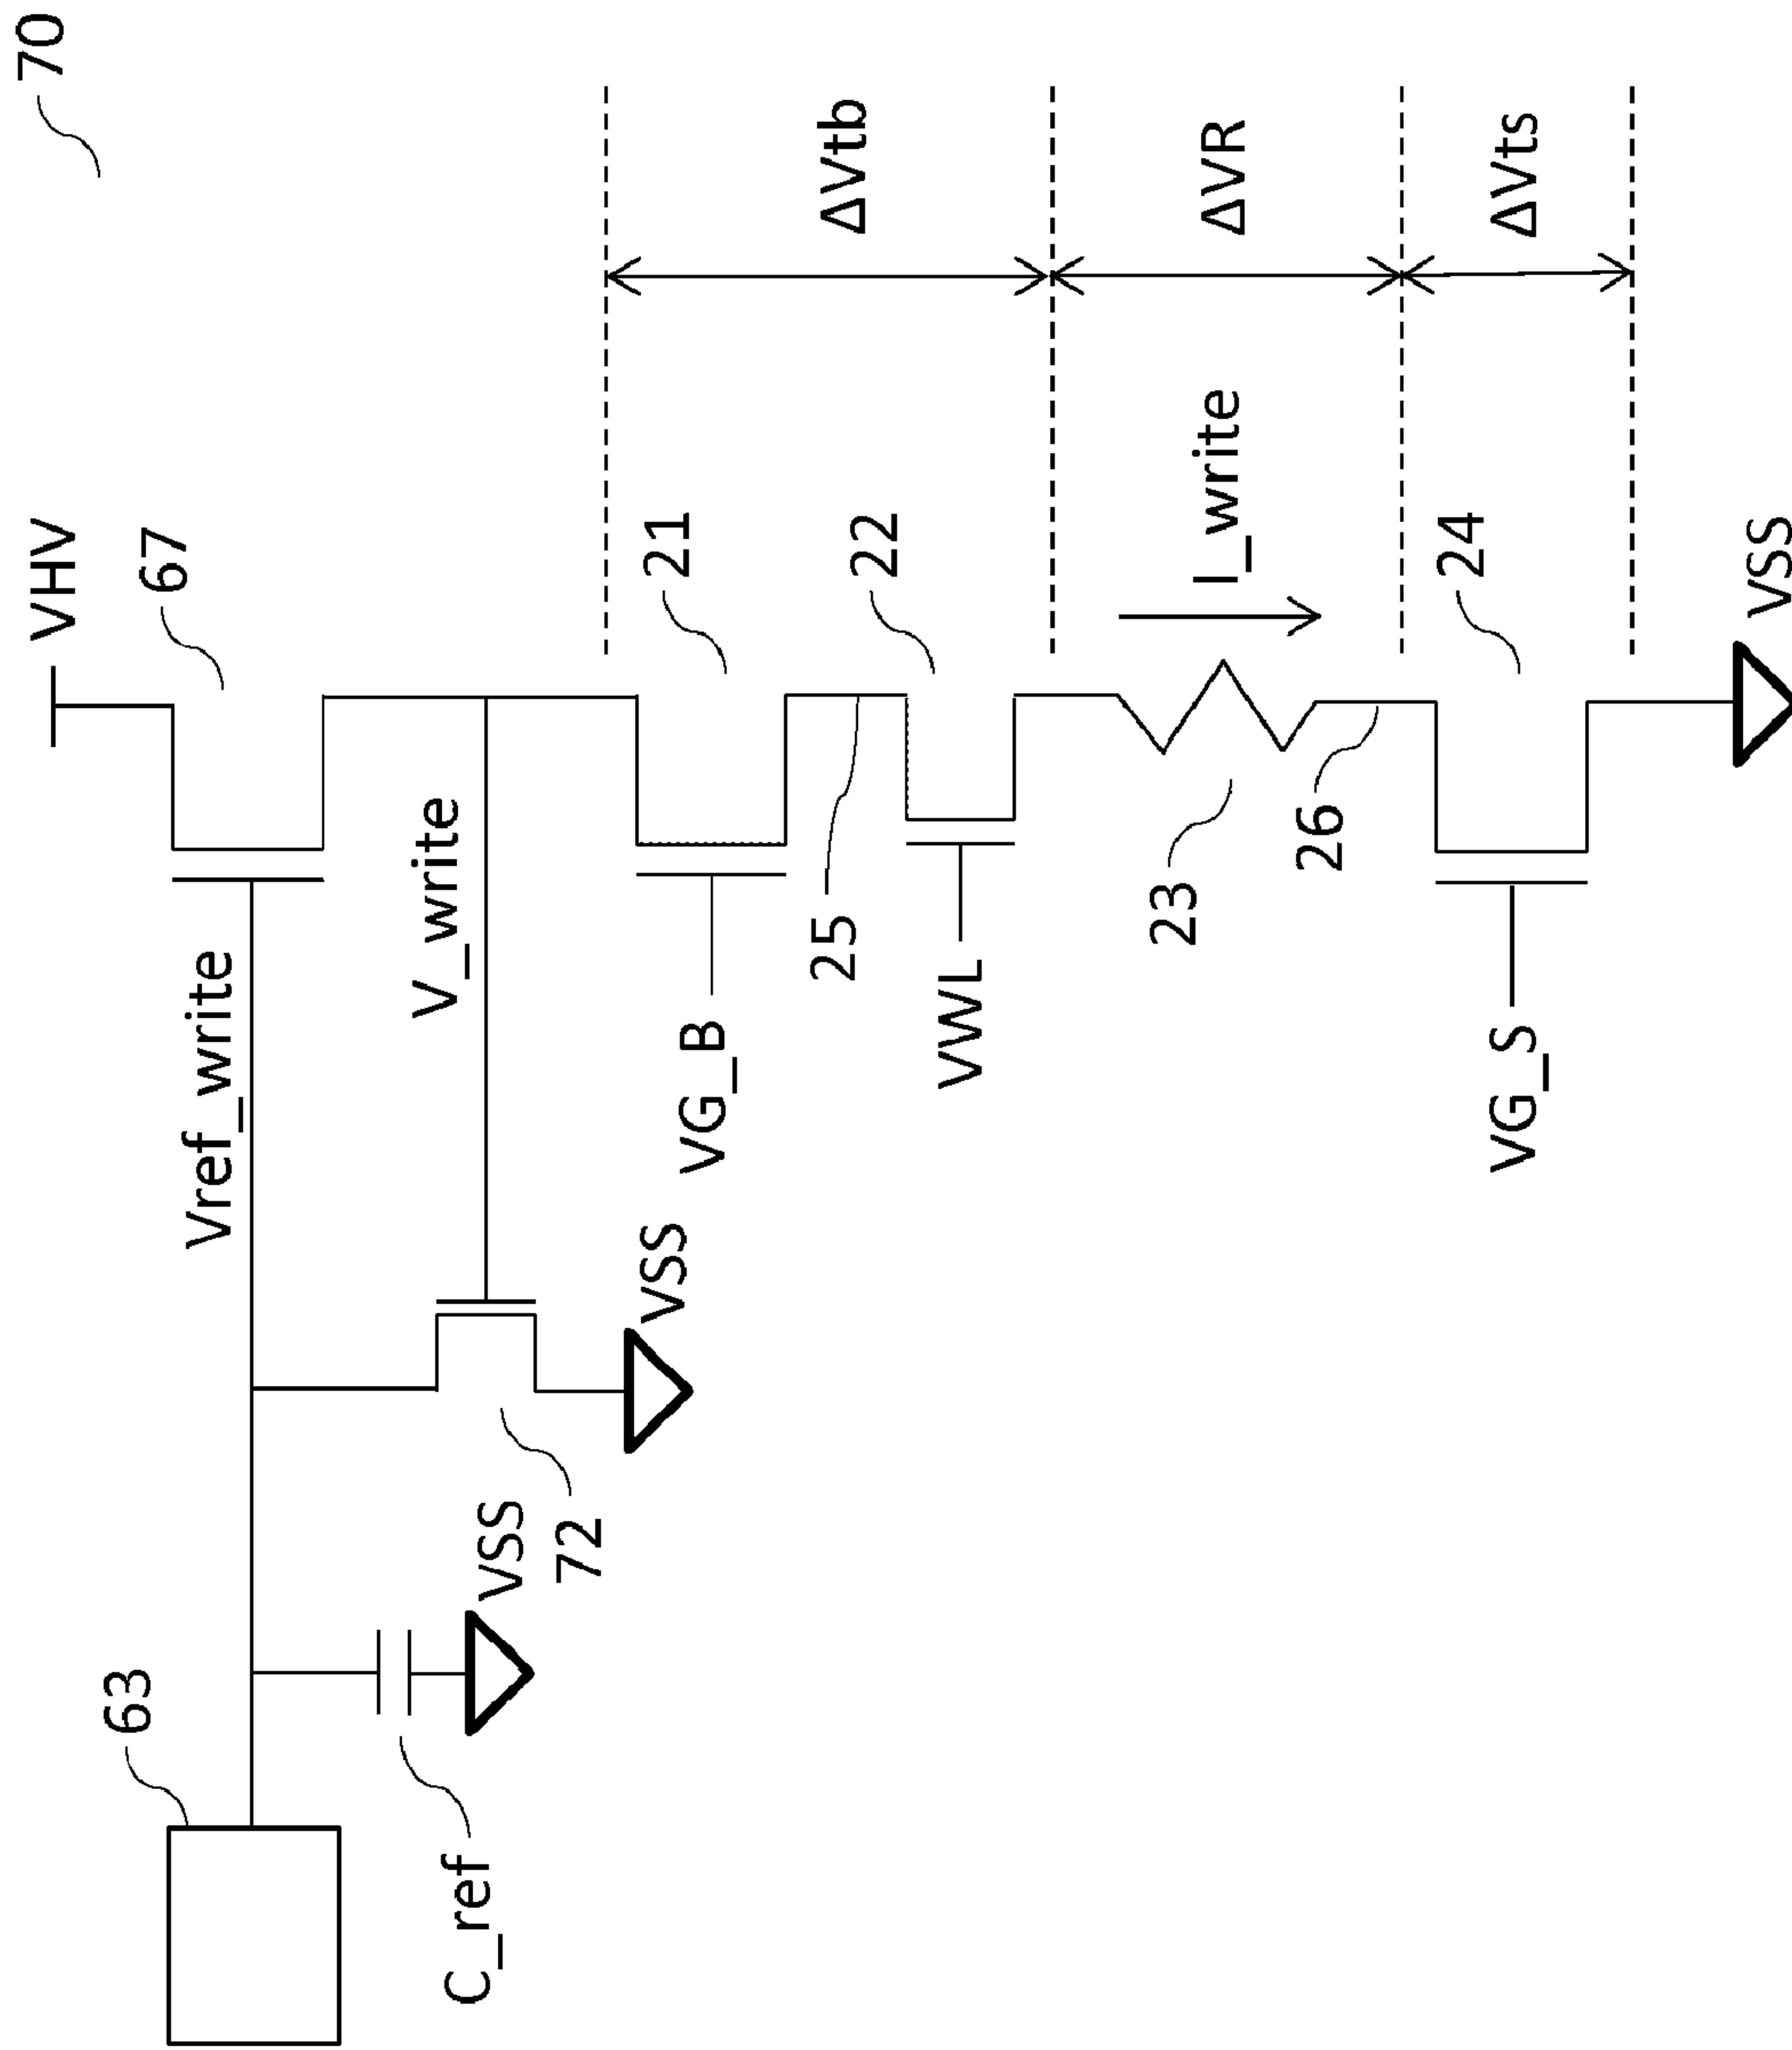 70
VHV
67
Vref_write
63
V_write
C_ref
VSS
72
VSS
21
VG_B
25
22
VWL
ΔVtb
I_write
23
ΔVR
26
24
VG_S
ΔVts
VSS